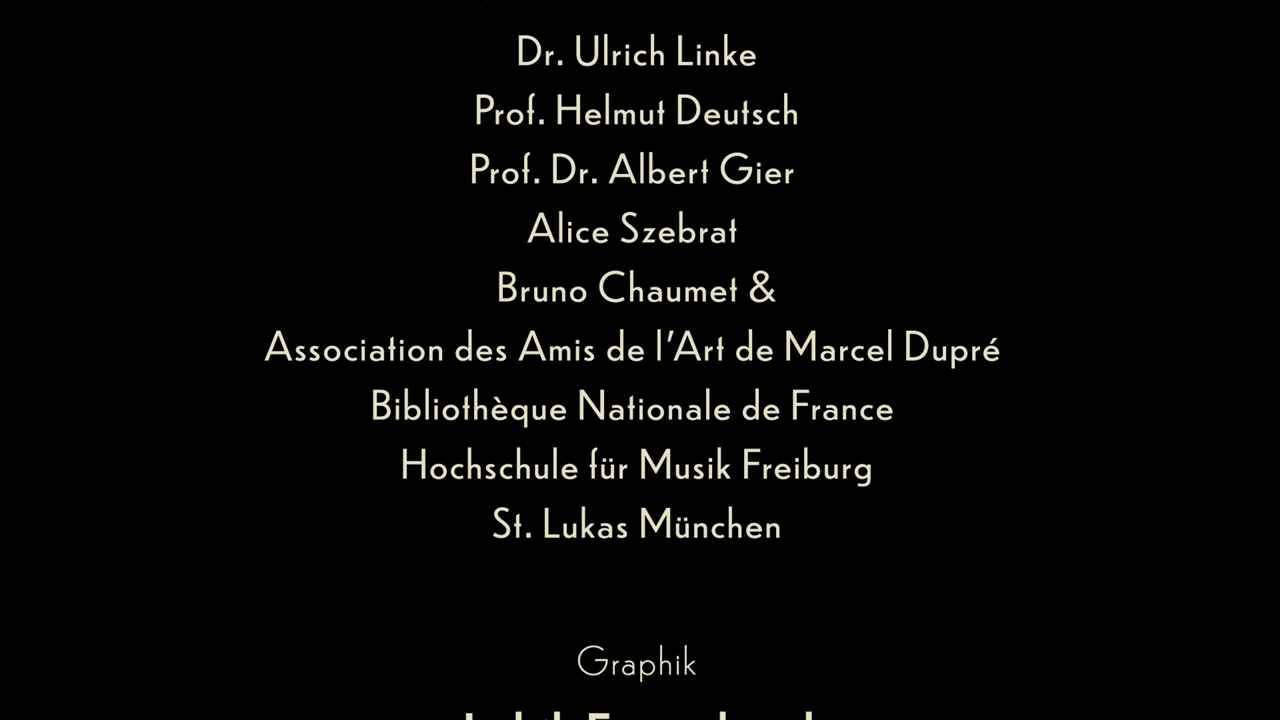 Dr. Ulrich Linke
Prof. Helmut Deutsch
Prof. Dr. Albert Gier
Alice Szebrat
Bruno Chaumet &
Association des Amis de l'Art de Marcel Dupré
Bibliothèque Nationale de France
Hochschule für Musik Freiburg
St. Lukas München
Graphik